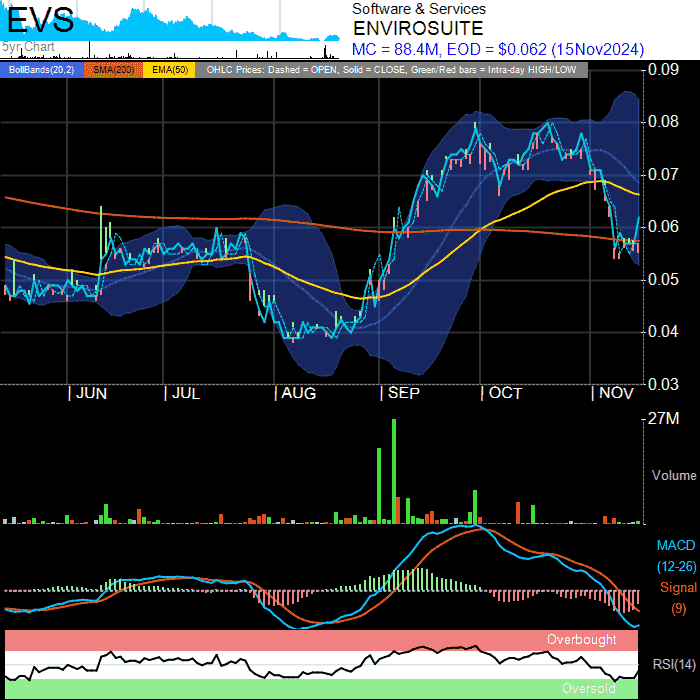 EVS
5yr Chart
Software & Services
ENVIROSUITE
MC = 88.4M, EOD = $0.062 (15Nov2024)
BollBands(20,2) SMA(200) EMA(50) OHLC Prices: Dashed = OPEN, Solid = CLOSE, Green/Red bars = Intra-day HIGH/LOW
0.09
0.08
0.07
0.06
0.05
0.04
0.03
| JUN | JUL | AUG | SEP | OCT | NOV
27M
Volume
MACD
(12-26)
Signal
(9)
Overbought
RSI(14)
Oversold